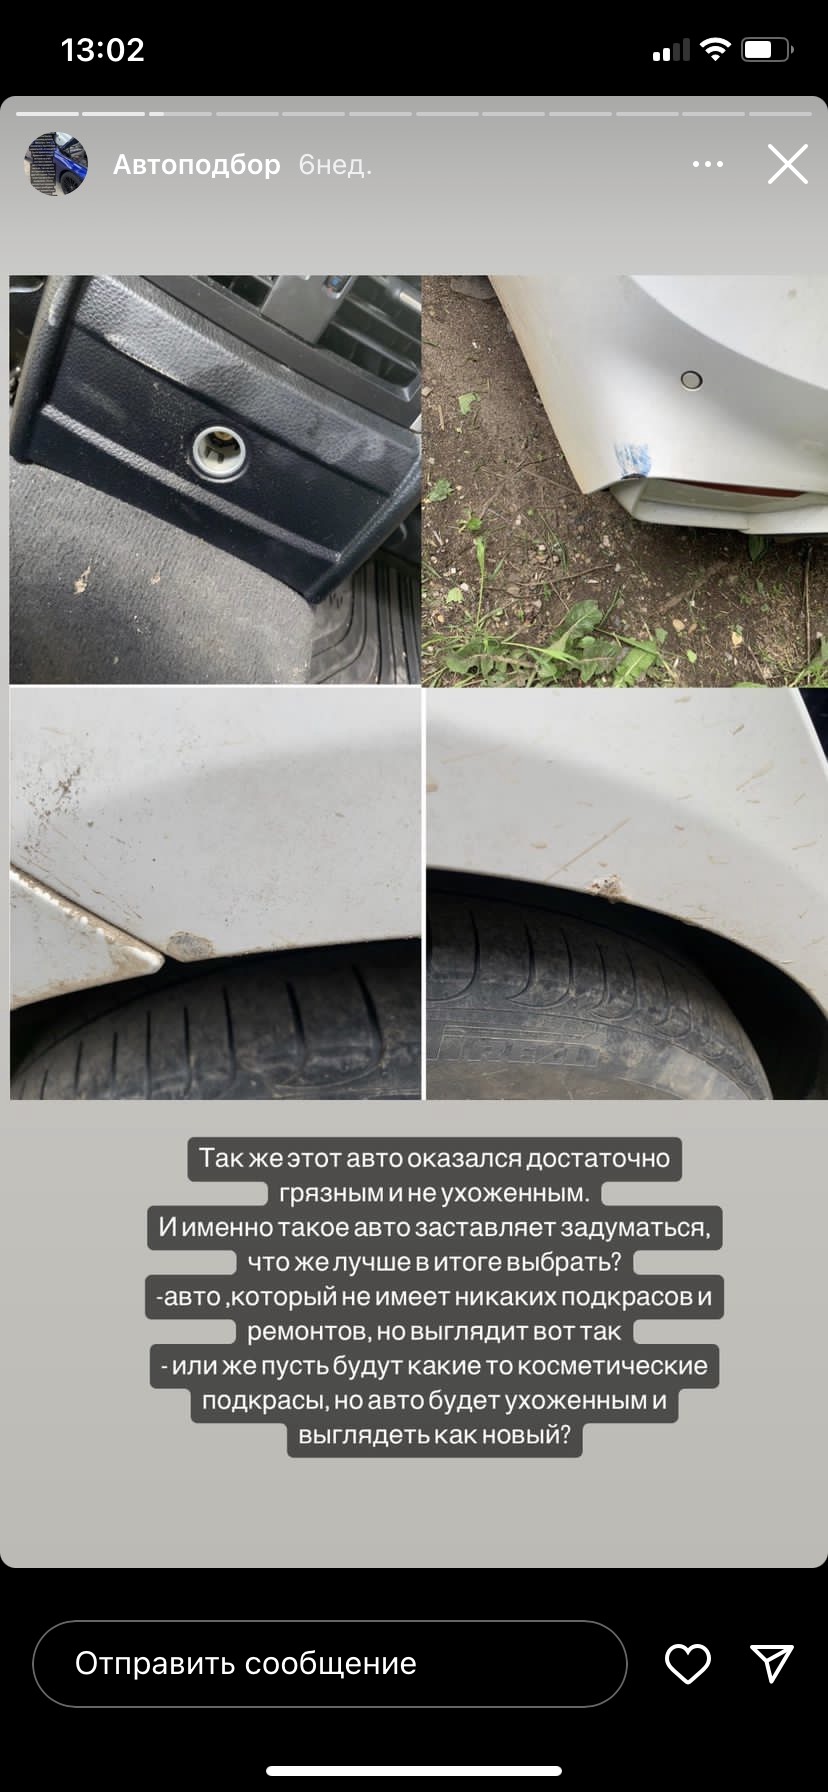 13:02
Автоподбор 6нед.
Так же этот авто оказался достаточно
грязным и не ухоженным.
И именно такое авто заставляет задуматься,
что же лучше в итоге выбрать?
-авто ,который не имеет никаких подкрасов и
ремонтов, но выглядит вот так
- или же пусть будут какие то косметические
подкрасы, но авто будет ухоженным и
выглядеть как новый?
Отправить сообщение